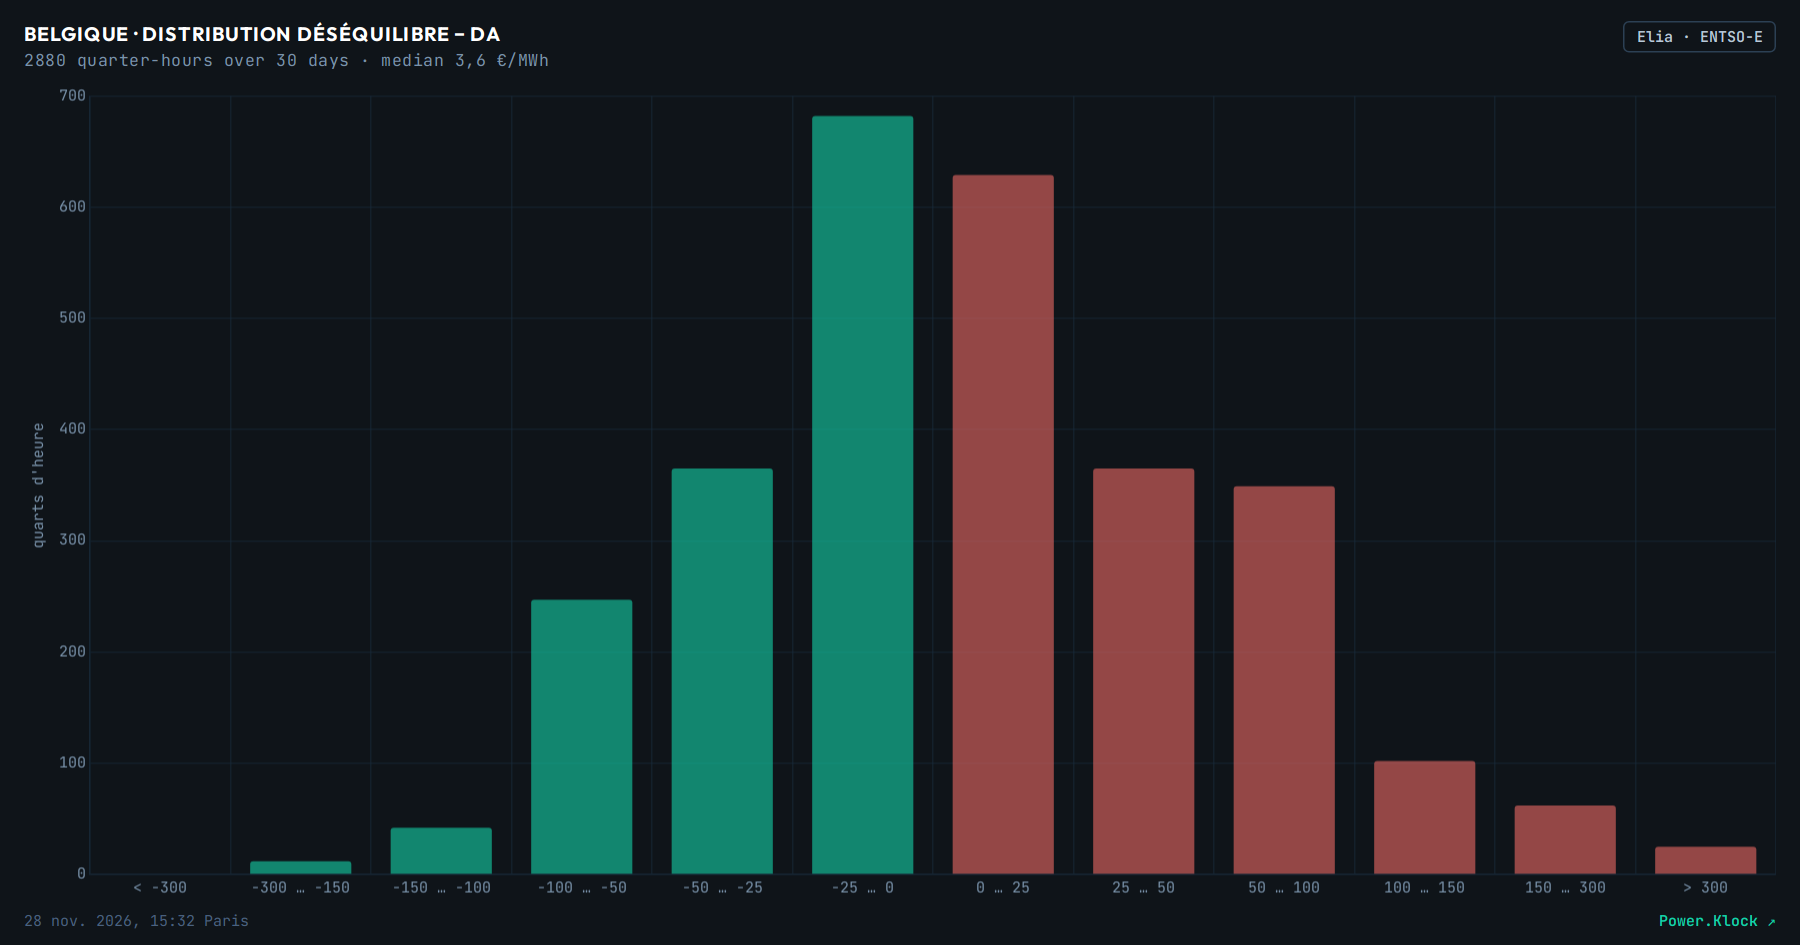 BELGIQUE · DISTRIBUTION DÉSÉQUILIBRE – DA
2880 quarter-hours over 30 days · median 3,6 €/MWh
Elia · ENTSO-E
quarts d'heure
700
600
500
400
300
200
100
0
< -300
-300 … -150
-150 … -100
-100 … -50
-50 … -25
-25 … 0
0 … 25
25 … 50
50 … 100
100 … 150
150 … 300
> 300
28 nov. 2026, 15:32 Paris
Power.Klock ↗